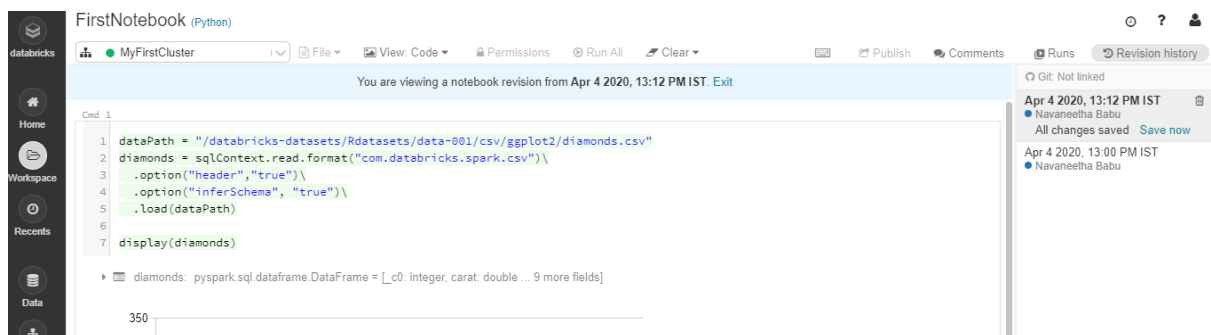 FirstNotebook (Python)
databricks
MyFirstCluster
File
View: Code
Permissions
Run All
Clear
Publish
Comments
Runs
Revision history
You are viewing a notebook revision from Apr 4 2020, 13:12 PM IST. Exit
Git: Not linked
Apr 4 2020, 13:12 PM IST
Navaneetha Babu
All changes saved Save now
Apr 4 2020, 13:00 PM IST
Navaneetha Babu
Home
Workspace
Recents
Data
Cmd 1
1 dataPath = "/databricks-datasets/Rdatasets/data-001/csv/ggplot2/diamonds.csv"
2 diamonds = sqlContext.read.format("com.databricks.spark.csv")\
3 .option("header","true")\
4 .option("inferSchema", "true")\
5 .load(dataPath)
6
7 display(diamonds)
diamonds: pyspark.sql.dataframe.DataFrame = [_c0: integer, carat: double ... 9 more fields]
350